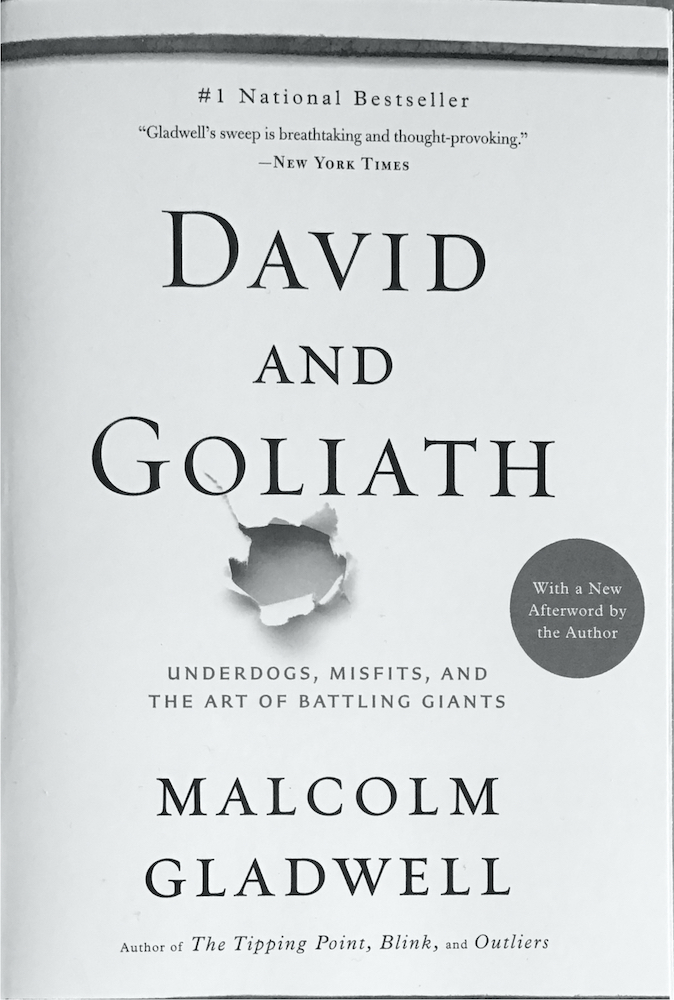 #1 National Bestseller
“Gladwell’s sweep is breathtaking and thought-provoking.”
—New York Times
David
and
Goliath
With a New
Afterword by
the Author
UNDERDOGS, MISFITS, AND
THE ART OF BATTLING GIANTS
MALCOLM
GLADWELL
Author of The Tipping Point, Blink, and Outliers